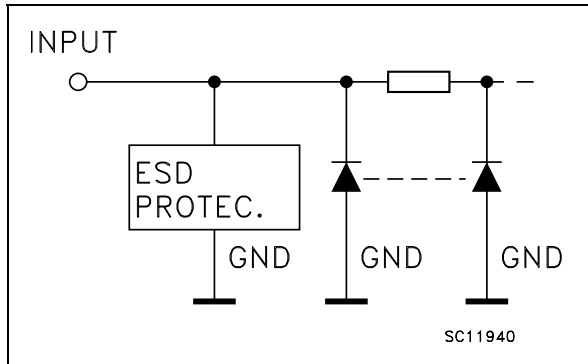 INPUT
ESD
PROTEC.
GND
GND
GND
SC11940